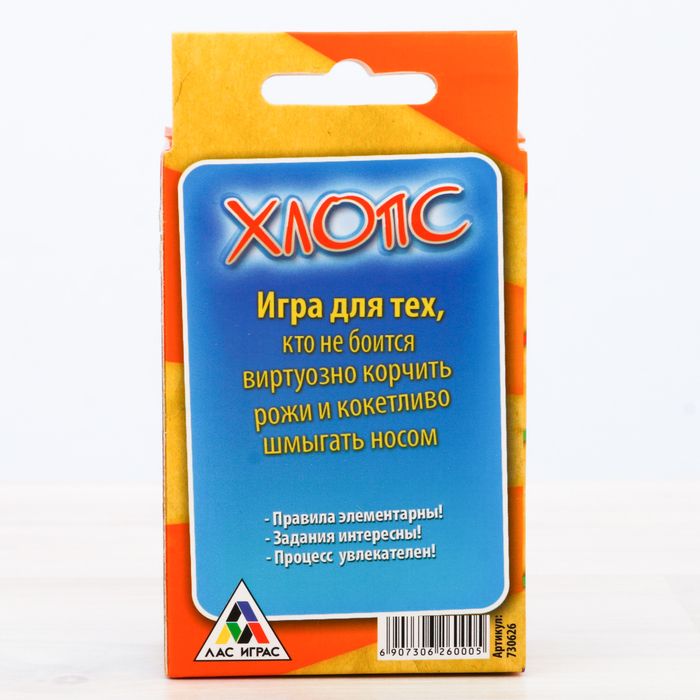 ХЛОПС
Игра для тех,
кто не боится
виртуозно корчить
рожи и кокетливо
шмыгать носом
- Правила элементарны!
- Задания интересны!
- Процесс увлекателен!
ЛАС ИГРАС
6 907306 260005
Артикул:
730626